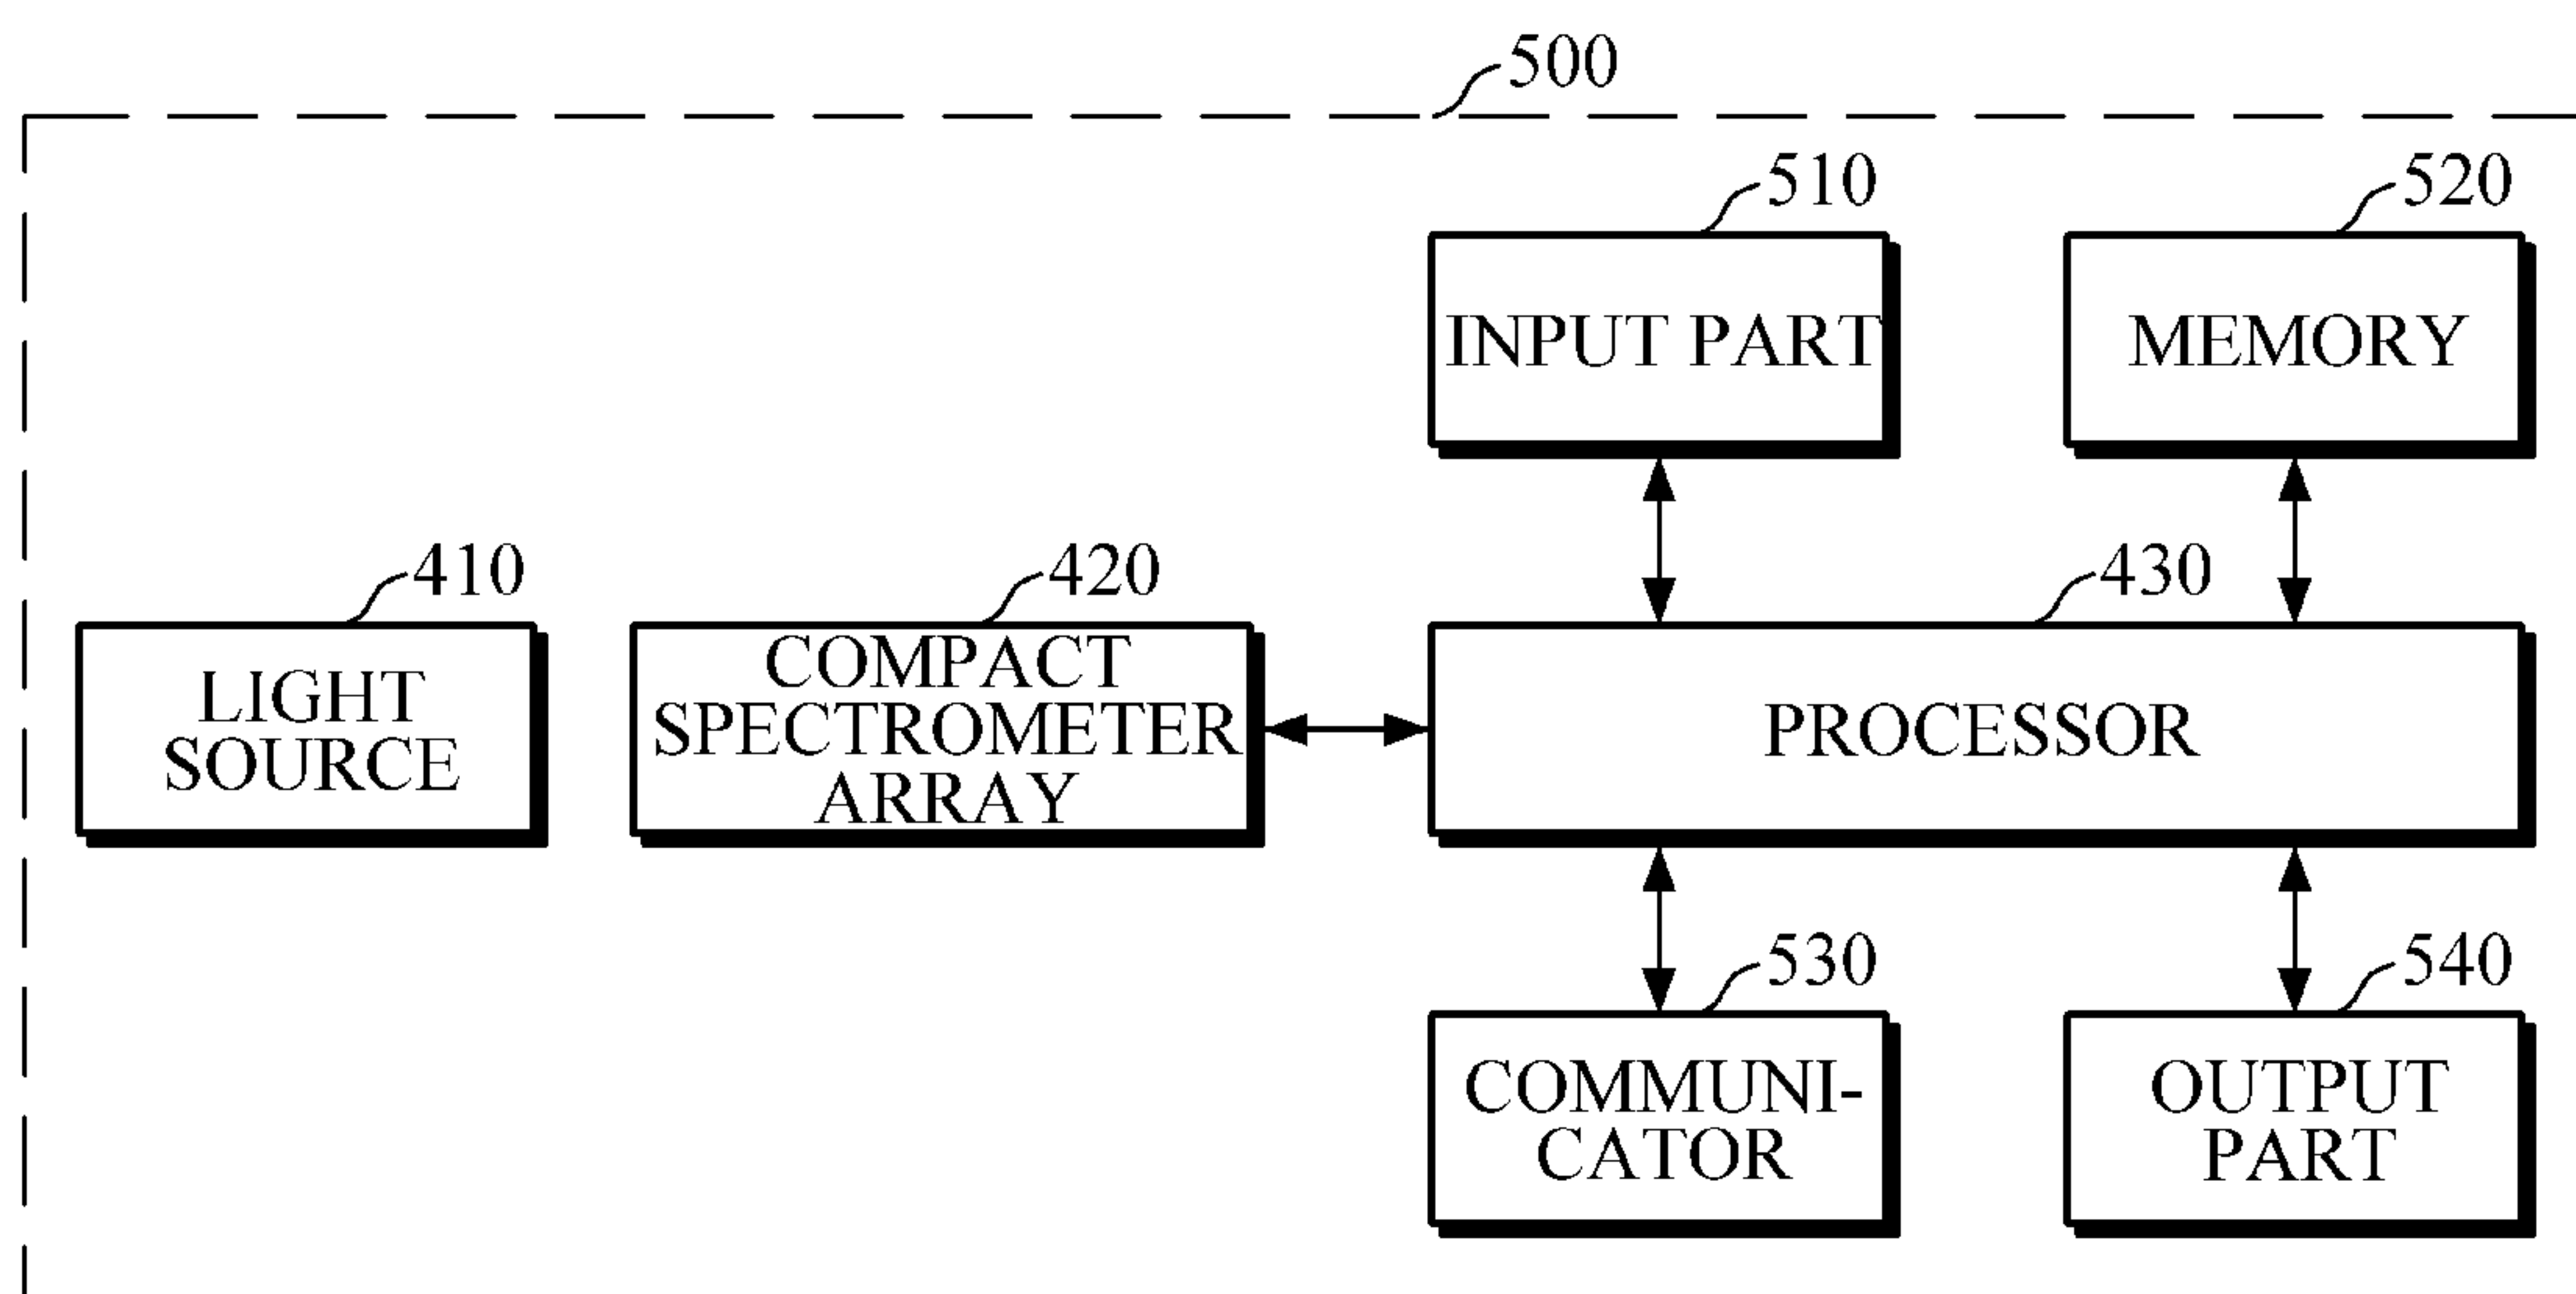 500
510
520
INPUT PART
MEMORY
410
420
430
LIGHT
SOURCE
COMPACT
SPECTROMETER
ARRAY
PROCESSOR
530
540
COMMUNI-
CATOR
OUTPUT
PART